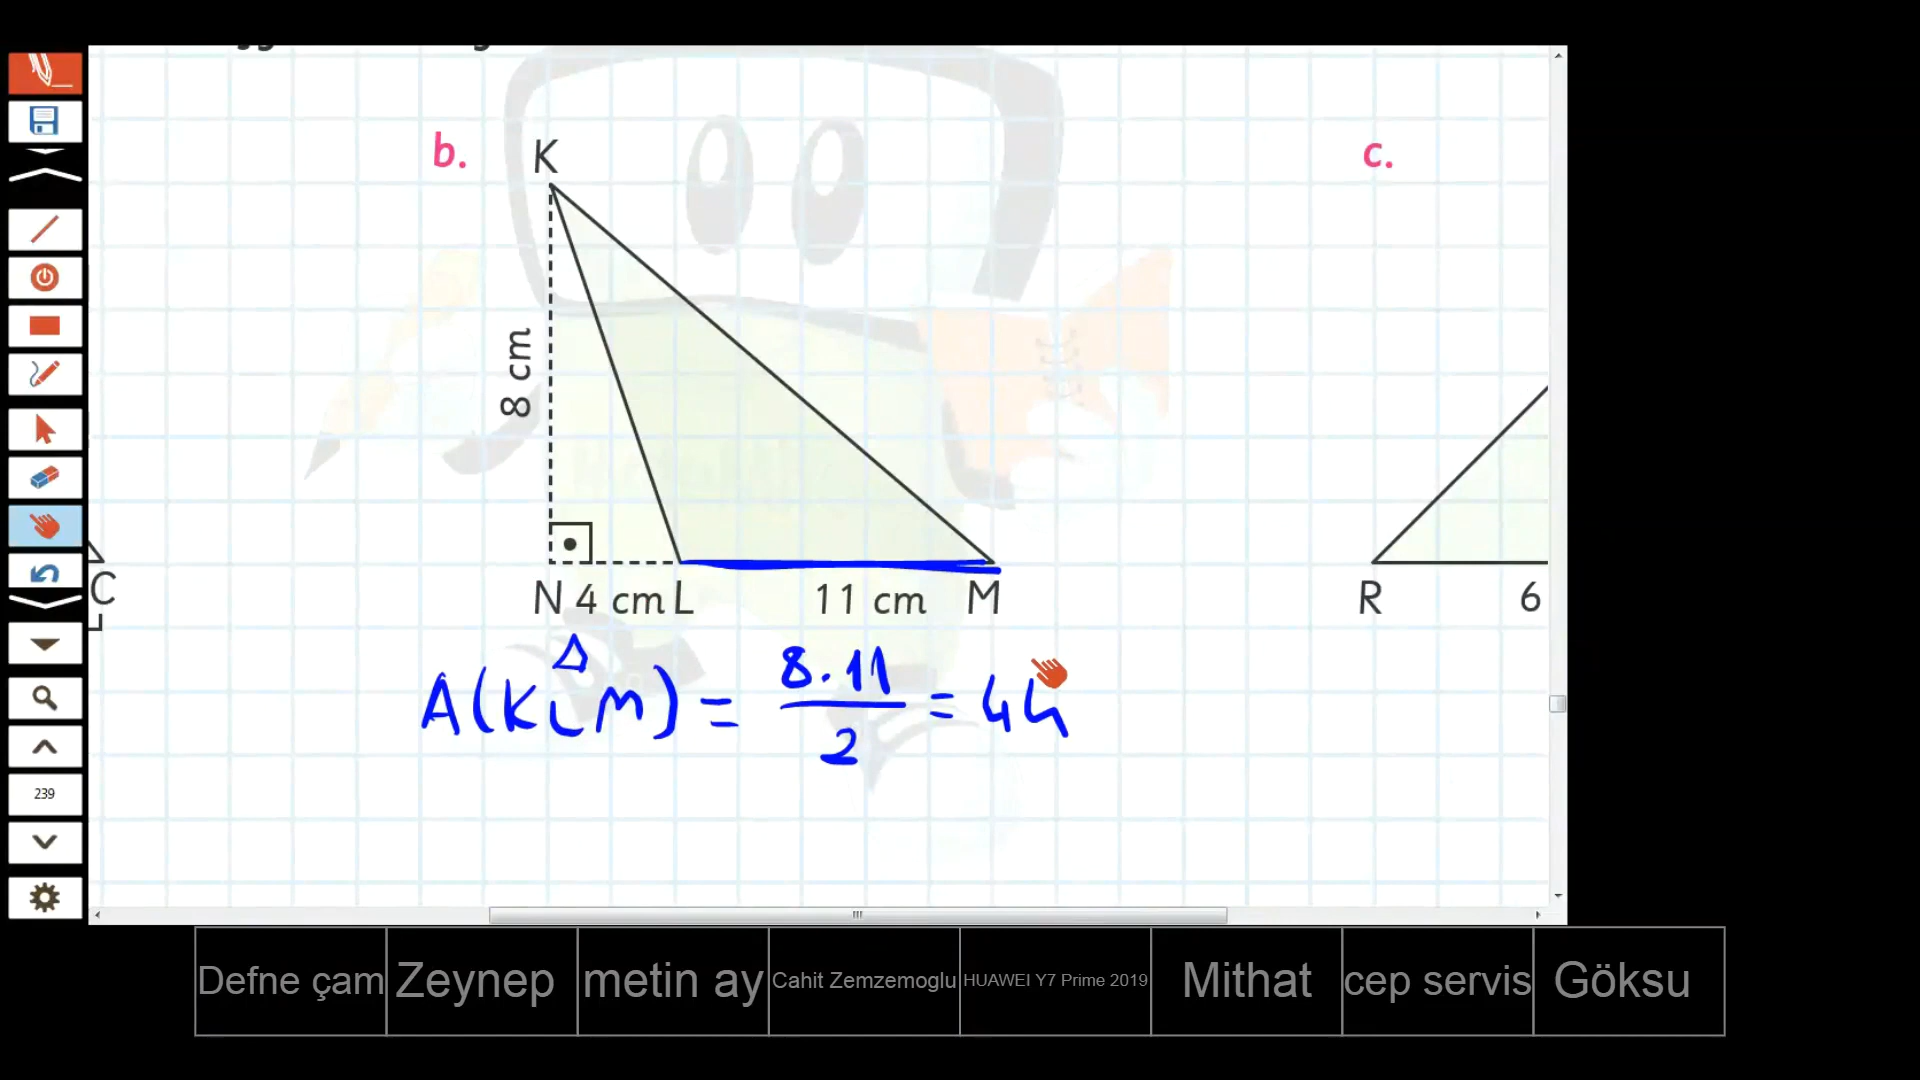 b.
K
c.
8 cm
C
N 4 cm L 11 cm M
R 6
A(KLM) = 8.11 / 2 = 44
239
Defne çam Zeynep metin ay Cahit Zemzemoglu HUAWEI Y7 Prime 2019 Mithat cep servis Göksu